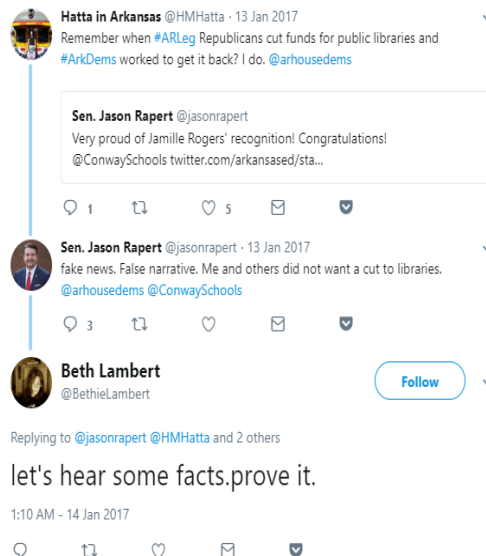 Hatta in Arkansas @HMHatta · 13 Jan 2017
Remember when #ARLeg Republicans cut funds for public libraries and
#ArkDems worked to get it back? I do. @arhousedems
Sen. Jason Rapert @jasonrapert
Very proud of Jamille Rogers' recognition! Congratulations!
@ConwaySchools twitter.com/arkansased/sta...
1 5
Sen. Jason Rapert @jasonrapert · 13 Jan 2017
fake news. False narrative. Me and others did not want a cut to libraries.
@arhousedems @ConwaySchools
3
Beth Lambert
@BethieLambert
Follow
Replying to @jasonrapert @HMHatta and 2 others
let's hear some facts.prove it.
1:10 AM - 14 Jan 2017